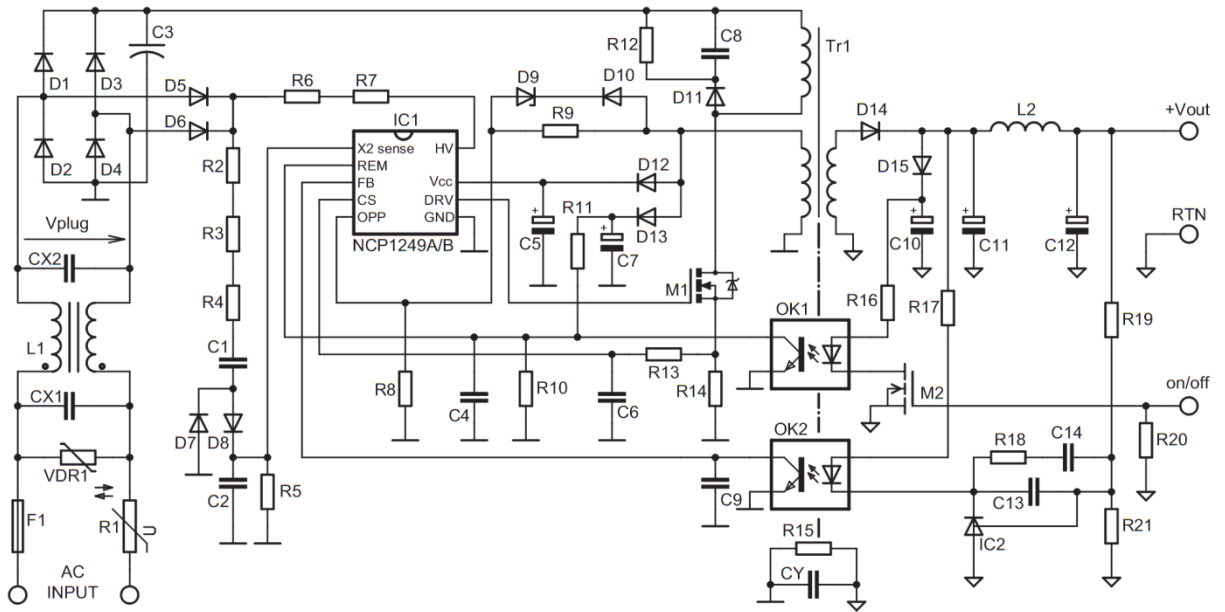 C3
R12
C8
Tr1
D1
D3
D5
R6
R7
D9
D10
D11
D14
L2
+Vout
D6
IC1
R9
X2 sense
HV
D2
D4
R2
REM
D12
D15
FB
Vcc
CS
DRV
R11
OPP
GND
D13
RTN
Vplug
NCP1249A/B
+
C5
+
C7
+
C10
+
C11
+
C12
R3
CX2
M1
R16
R17
R4
OK1
R19
L1
C1
R13
R8
C4
R10
C6
R14
M2
on/off
CX1
D7
D8
OK2
R18
C14
R20
VDR1
C2
R5
C9
C13
F1
R1
U
IC2
R21
R15
AC
INPUT
CY